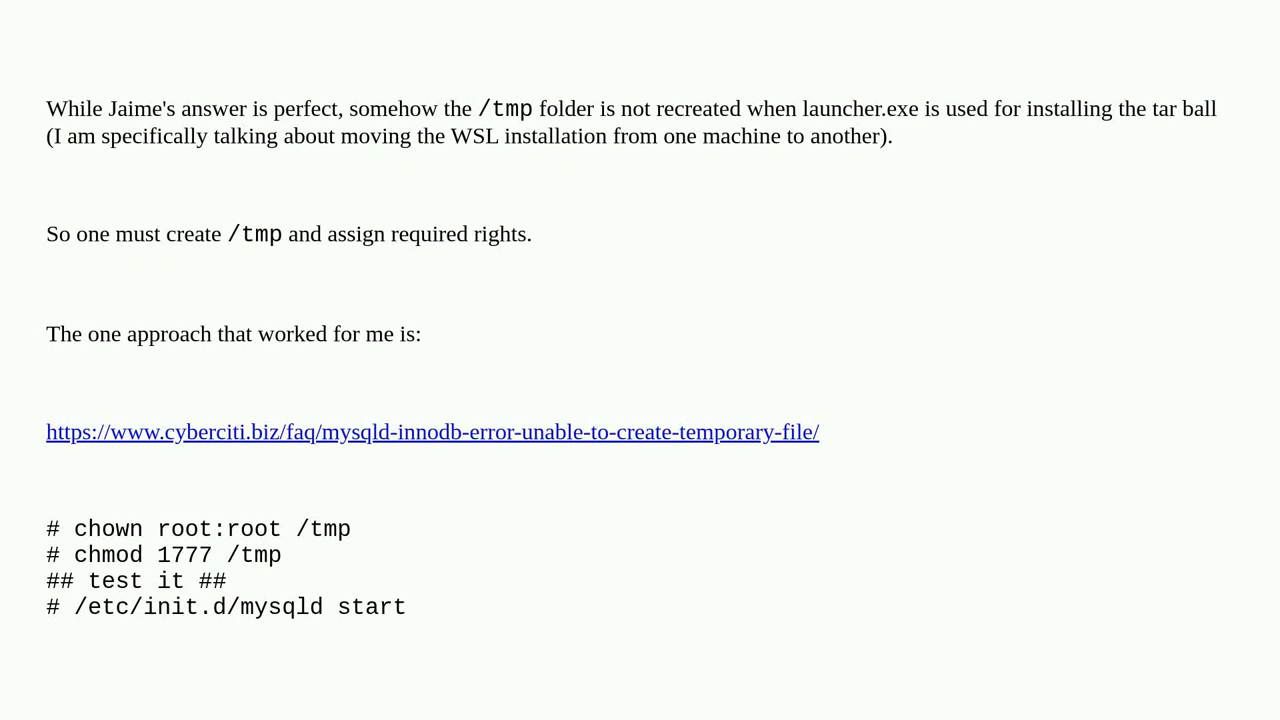 While Jaime's answer is perfect, somehow the /tmp folder is not recreated when launcher.exe is used for installing the tar ball
(I am specifically talking about moving the WSL installation from one machine to another).
So one must create /tmp and assign required rights.
The one approach that worked for me is:
https://www.cyberciti.biz/faq/mysqld-innodb-error-unable-to-create-temporary-file/
# chown root:root /tmp
# chmod 1777 /tmp
## test it ##
# /etc/init.d/mysqld start